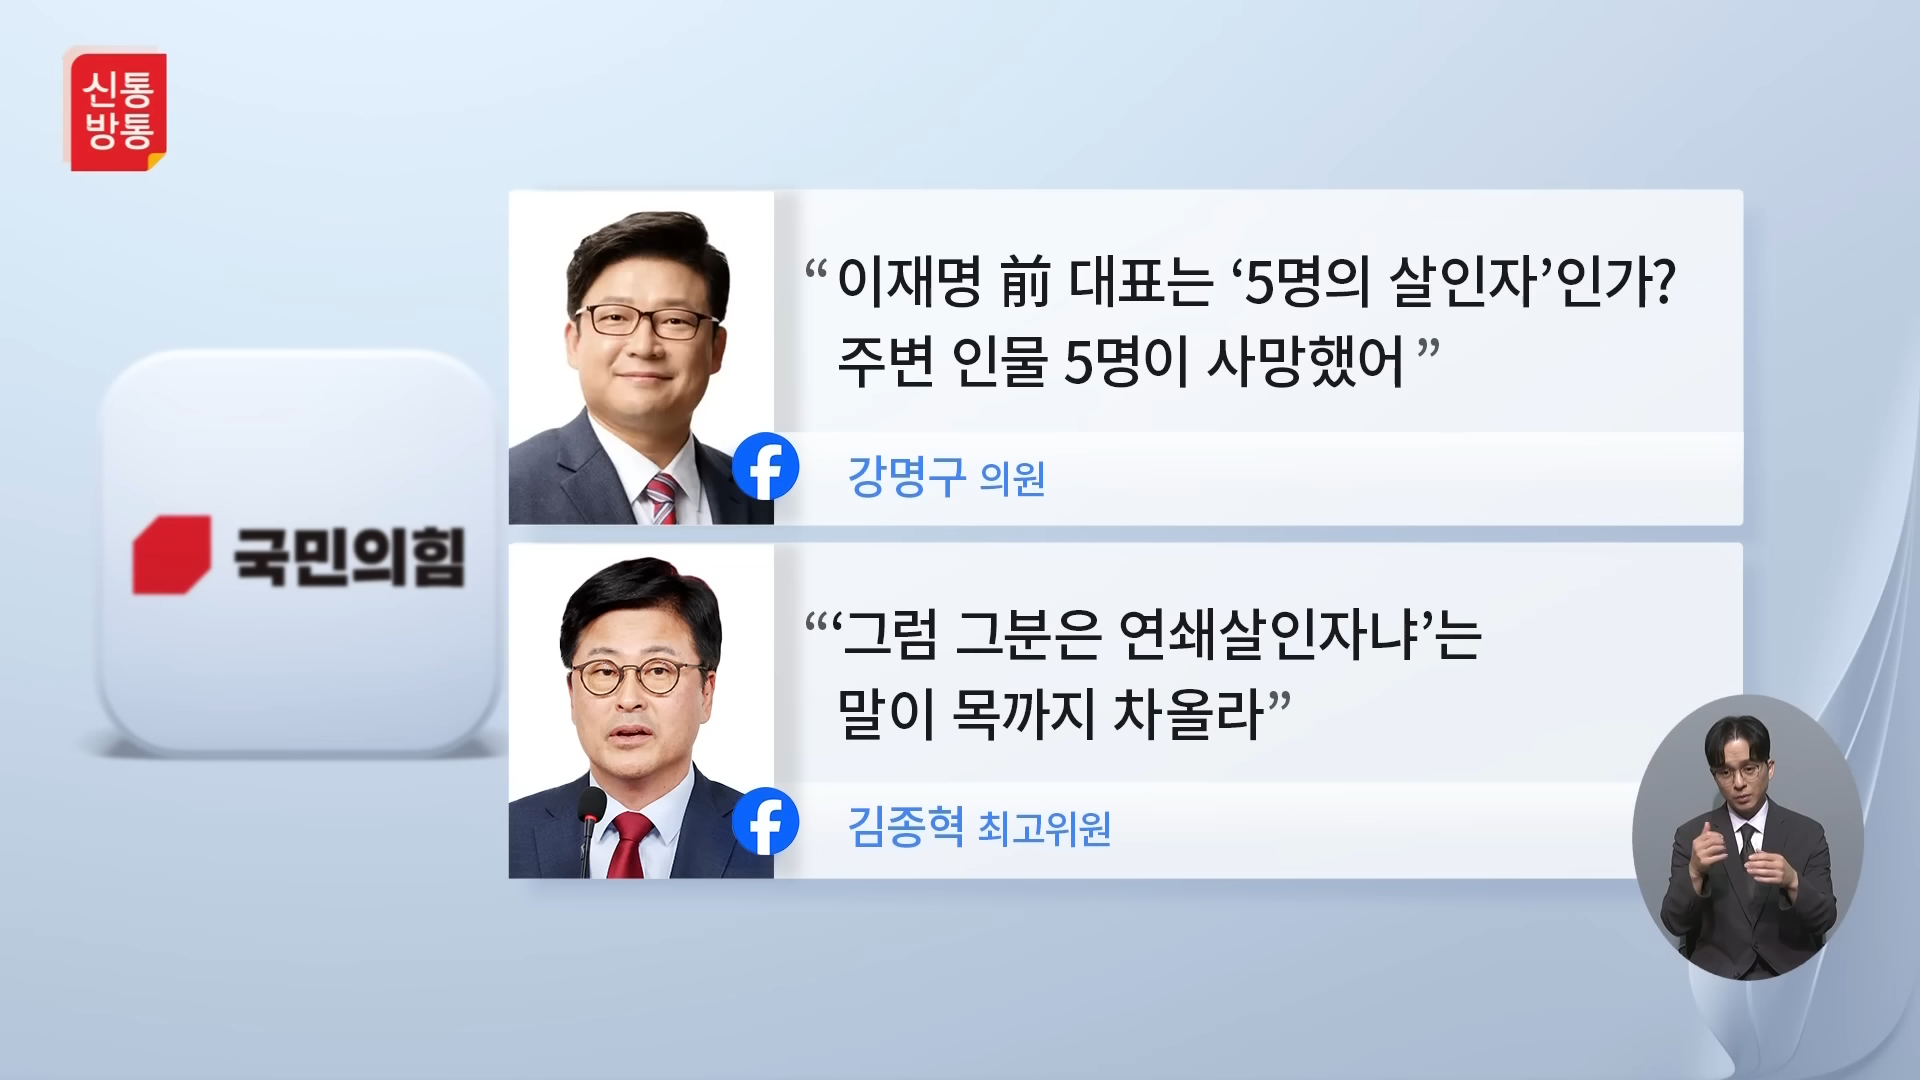 신통
방통
“이재명 前 대표는 ‘5명의 살인자’인가?
주변 인물 5명이 사망했어”
강명구 의원
국민의힘
“‘그럼 그분은 연쇄살인자냐’는
말이 목까지 차올라”
김종혁 최고위원